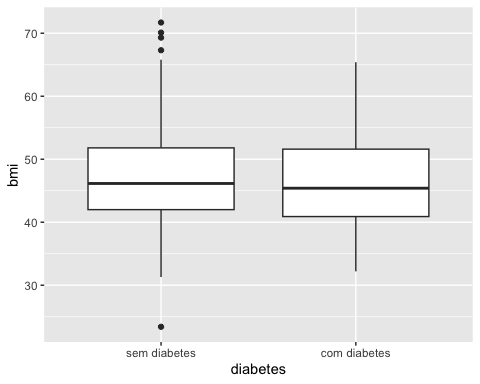 70
60
50
40
30
bmi
sem diabetes
com diabetes
diabetes